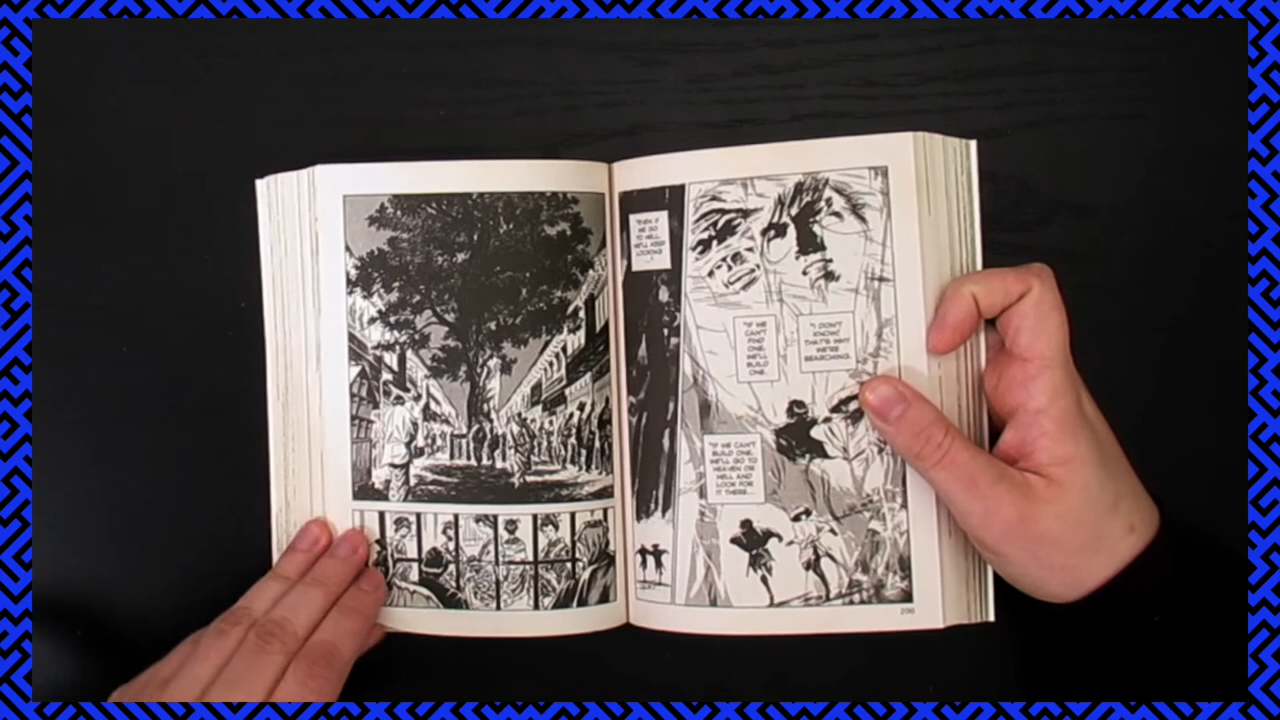 "I DON'T
KNOW!
THAT'S WHY
WE'RE
SEARCHING.
"IF WE
CAN'T
FIND
ONE,
WE'LL
BUILD
ONE.
"IF WE CAN'T
BUILD ONE,
WE'LL GO TO
HEAVEN OR
HELL AND
LOOK FOR
IT THERE...
"EVEN IF
WE GO
TO HELL,
WE'LL KEEP
LOOKING
..."